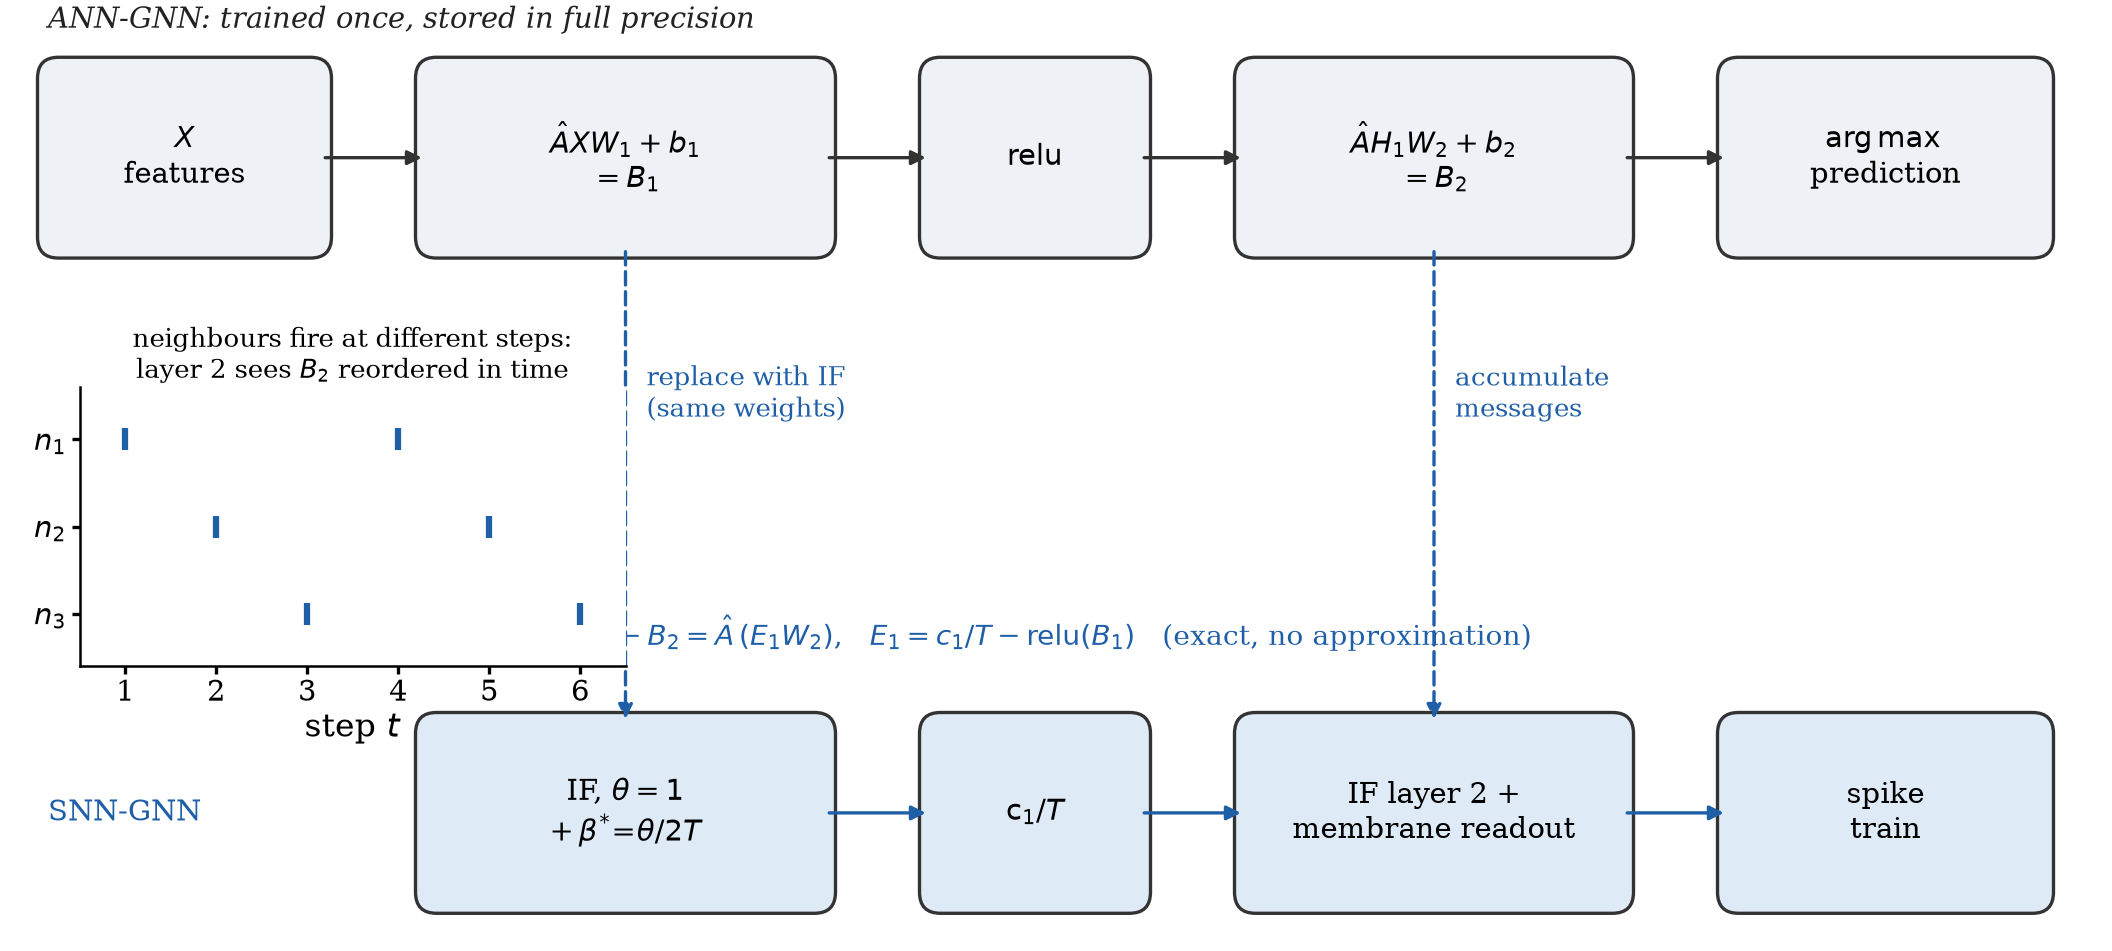 ANN-GNN: trained once, stored in full precision
X
features
ÂXW₁ + b₁
= B₁
relu
ÂH₁W₂ + b₂
= B₂
arg max
prediction
neighbours fire at different steps:
layer 2 sees B₂ reordered in time
replace with IF
(same weights)
accumulate
messages
n₁
n₂
n₃
− B₂ = Â (E₁W₂), E₁ = c₁/T − relu(B₁) (exact, no approximation)
1 2 3 4 5 6
step t
SNN-GNN
IF, θ = 1
+ β*=θ/2T
c₁/T
IF layer 2 +
membrane readout
spike
train